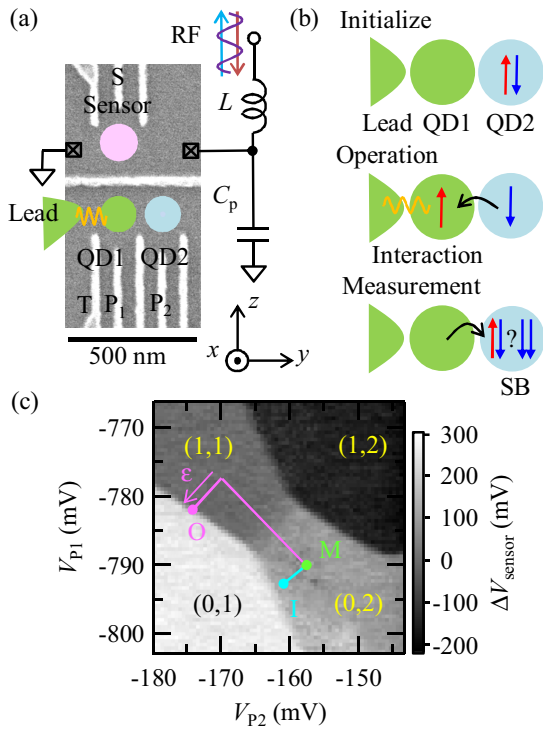 (a)
RF
S
Sensor
L
Lead
Cp
QD1 QD2
T P1 P2
500 nm
z
x
y
(b)
Initialize
Lead QD1 QD2
Operation
Interaction
Measurement
?
SB
(c)
-770
-780
-790
-800
VP1 (mV)
(1,1)
(1,2)
ε
O
M
I
(0,1)
(0,2)
-180 -170 -160 -150
VP2 (mV)
300
200
100
0
-100
-200
ΔVsensor (mV)